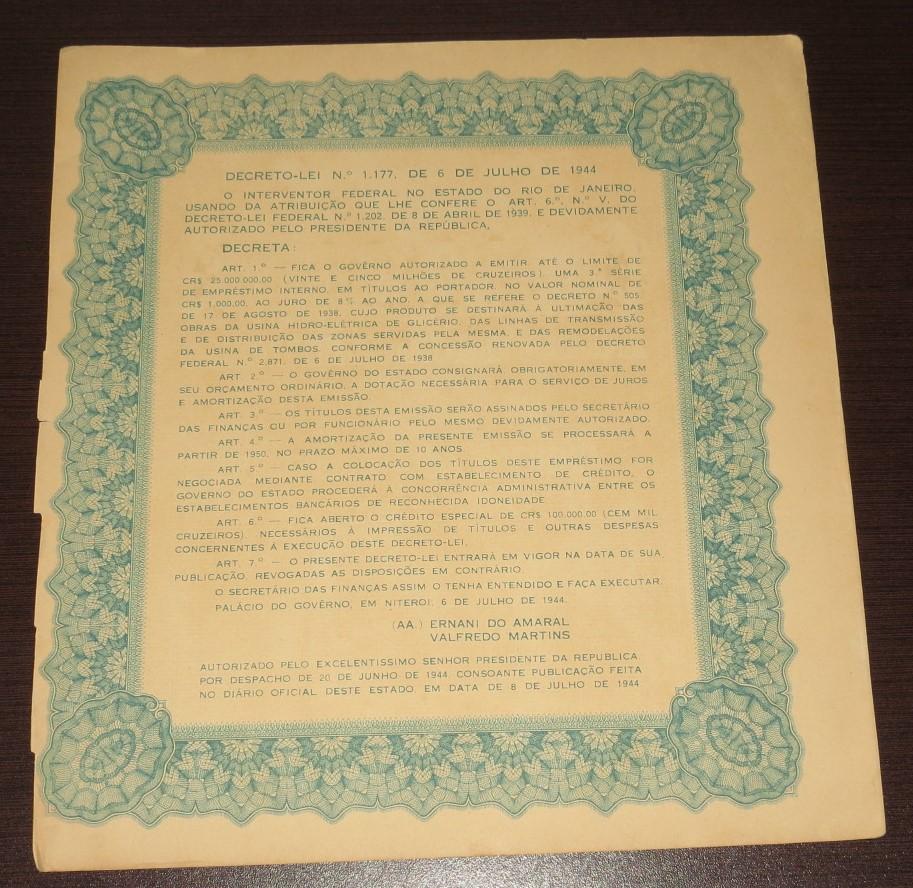 DECRETO-LEI N.º 1.177, DE 6 DE JULHO DE 1944
O INTERVENTOR FEDERAL NO ESTADO DO RIO DE JANEIRO,
USANDO DA ATRIBUIÇÃO QUE LHE CONFERE O ART. 6.º, N.º V, DO
DECRETO-LEI FEDERAL N.º 1.202, DE 8 DE ABRIL DE 1939, E DEVIDAMENTE
AUTORIZADO PELO PRESIDENTE DA REPÚBLICA,
DECRETA:
ART. 1.º — FICA O GOVÊRNO AUTORIZADO A EMITIR, ATÉ O LIMITE DE
CR$ 25.000.000,00 (VINTE E CINCO MILHÕES DE CRUZEIROS), UMA 3.ª SÉRIE
DE EMPRÉSTIMO INTERNO, EM TÍTULOS AO PORTADOR, NO VALOR NOMINAL DE
CR$ 1.000,00, AO JURO DE 8% AO ANO, A QUE SE REFERE O DECRETO N.º 505,
DE 17 DE AGOSTO DE 1938, CUJO PRODUTO SE DESTINARÁ À ULTIMAÇÃO DAS
OBRAS DA USINA HIDRO-ELÉTRICA DE GLICÉRIO, DAS LINHAS DE TRANSMISSÃO
E DE DISTRIBUIÇÃO DAS ZONAS SERVIDAS PELA MESMA, E DAS REMODELAÇÕES
DA USINA DE TOMBOS, CONFORME A CONCESSÃO RENOVADA PELO DECRETO
FEDERAL N.º 2.871, DE 6 DE JULHO DE 1938
ART. 2.º — O GOVÊRNO DO ESTADO CONSIGNARÁ, OBRIGATORIAMENTE, EM
SEU ORÇAMENTO ORDINÁRIO, A DOTAÇÃO NECESSÁRIA PARA O SERVIÇO DE JUROS
E AMORTIZAÇÃO DESTA EMISSÃO.
ART. 3.º — OS TÍTULOS DESTA EMISSÃO SERÃO ASSINADOS PELO SECRETÁRIO
DAS FINANÇAS OU POR FUNCIONÁRIO PELO MESMO DEVIDAMENTE AUTORIZADO.
ART. 4.º — A AMORTIZAÇÃO DA PRESENTE EMISSÃO SE PROCESSARÁ A
PARTIR DE 1950, NO PRAZO MÁXIMO DE 10 ANOS.
ART. 5.º — CASO A COLOCAÇÃO DOS TÍTULOS DESTE EMPRÉSTIMO FOR
NEGOCIADA MEDIANTE CONTRATO COM ESTABELECIMENTO DE CRÉDITO, O
GOVERNO DO ESTADO PROCEDERÁ À CONCORRÊNCIA ADMINISTRATIVA ENTRE OS
ESTABELECIMENTOS BANCÁRIOS DE RECONHECIDA IDONEIDADE.
ART. 6.º — FICA ABERTO O CRÉDITO ESPECIAL DE CR$ 100.000,00 (CEM MIL
CRUZEIROS), NECESSÁRIOS À IMPRESSÃO DE TÍTULOS E OUTRAS DESPESAS
CONCERNENTES Á EXECUÇÃO DESTE DECRETO-LEI.
ART. 7.º — O PRESENTE DECRETO-LEI ENTRARÁ EM VIGOR NA DATA DE SUA
PUBLICAÇÃO, REVOGADAS AS DISPOSIÇÕES EM CONTRÁRIO.
O SECRETÁRIO DAS FINANÇAS ASSIM O TENHA ENTENDIDO E FAÇA EXECUTAR.
PALÁCIO DO GOVÊRNO, EM NITEROI, 6 DE JULHO DE 1944.
(AA.) ERNANI DO AMARAL
VALFREDO MARTINS
AUTORIZADO PELO EXCELENTISSIMO SENHOR PRESIDENTE DA REPUBLICA
POR DESPACHO DE 20 DE JUNHO DE 1944, CONSOANTE PUBLICAÇÃO FEITA
NO DIÁRIO OFICIAL DESTE ESTADO, EM DATA DE 8 DE JULHO DE 1944